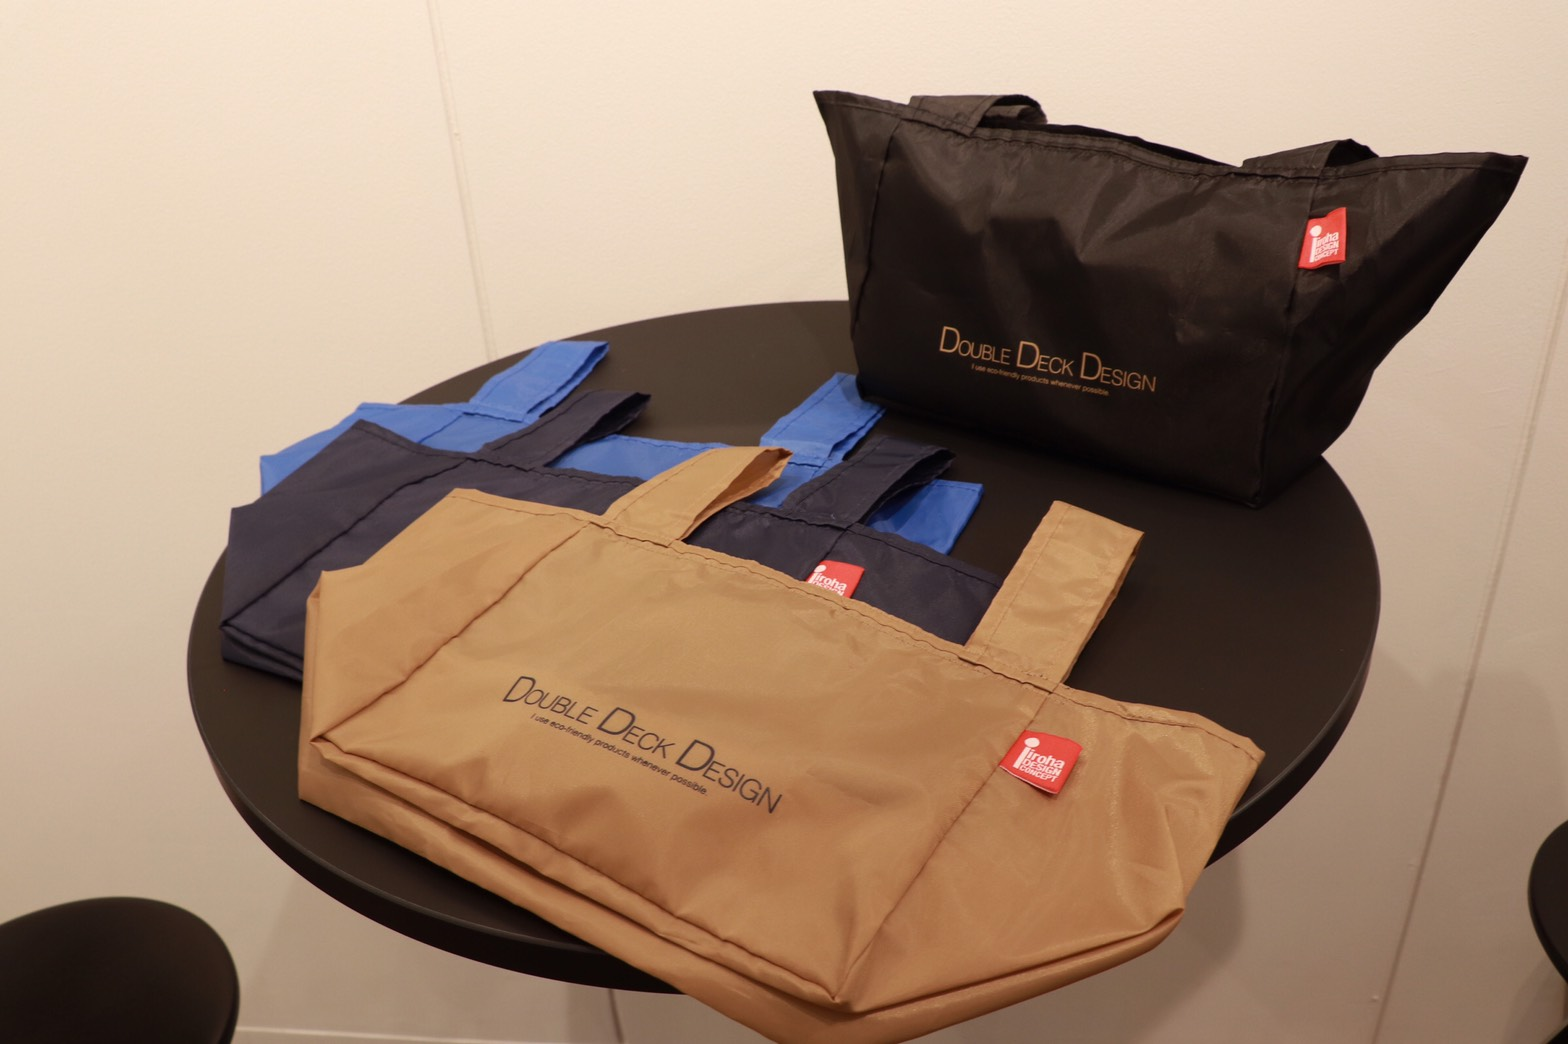 DOUBLE DECK DESIGN
I use eco-friendly products whenever possible.
iroha
DESIGN
CONCEPT
iroha
DESIGN
DOUBLE DECK DESIGN
I use eco-friendly products whenever possible.
iroha
DESIGN
CONCEPT